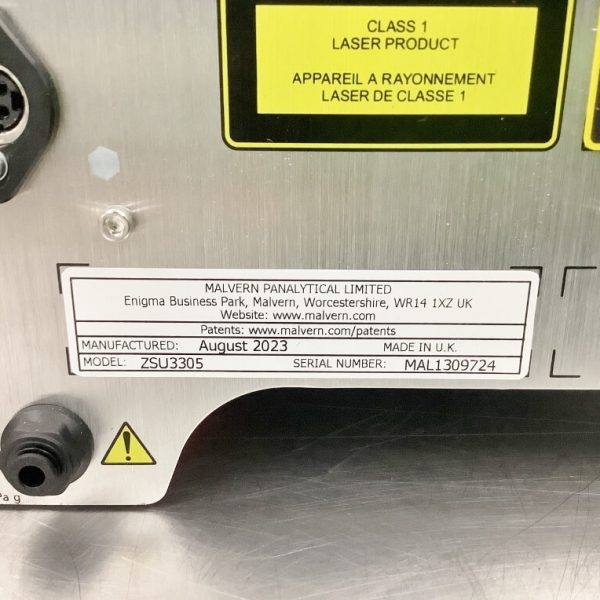 CLASS 1
LASER PRODUCT
APPAREIL A RAYONNEMENT
LASER DE CLASSE 1
MALVERN PANALYTICAL LIMITED
Enigma Business Park, Malvern, Worcestershire, WR14 1XZ UK
Website: www.malvern.com
Patents: www.malvern.com/patents
MANUFACTURED: August 2023 MADE IN U.K.
MODEL: ZSU3305 SERIAL NUMBER: MAL1309724